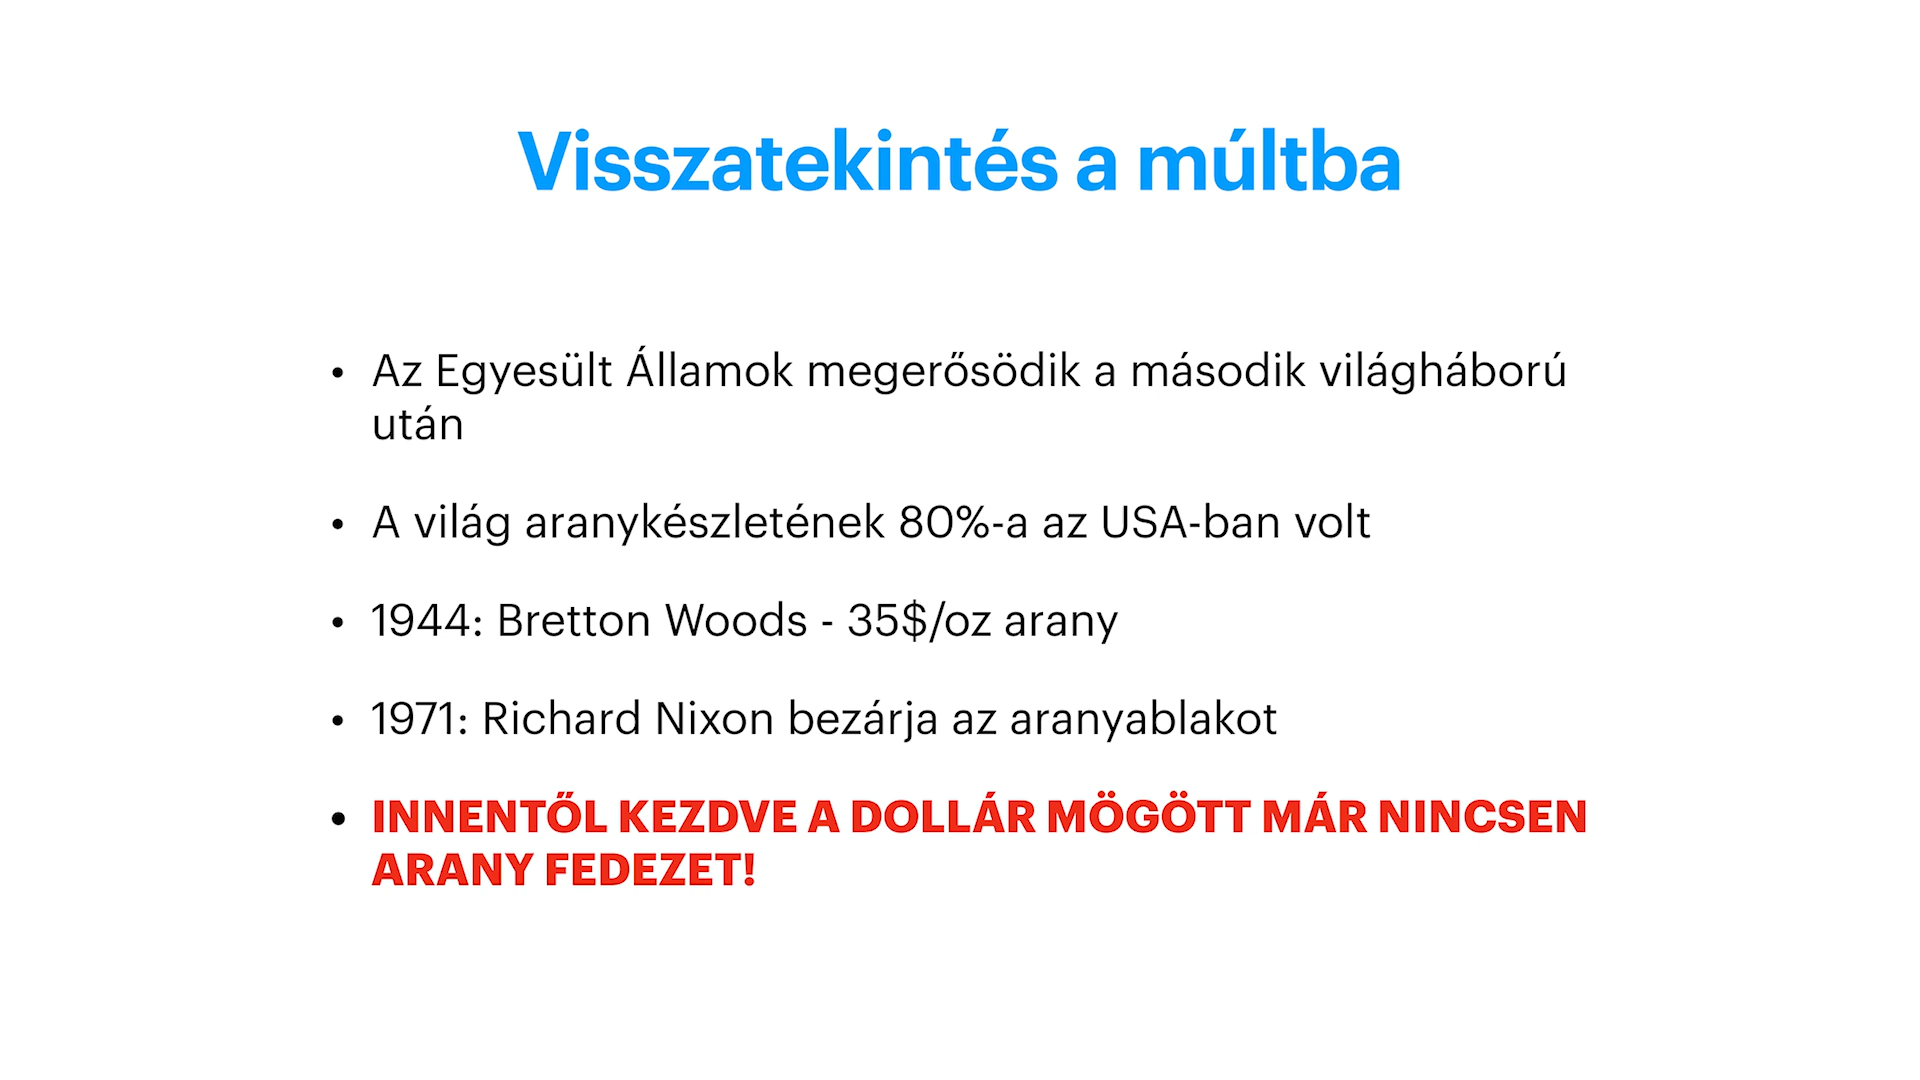 Visszatekintés a múltba
• Az Egyesült Államok megerősödik a második világháború
után
• A világ aranykészletének 80%-a az USA-ban volt
• 1944: Bretton Woods - 35$/oz arany
• 1971: Richard Nixon bezárja az aranyablakot
• INNENTŐL KEZDVE A DOLLÁR MÖGÖTT MÁR NINCSEN
ARANY FEDEZET!